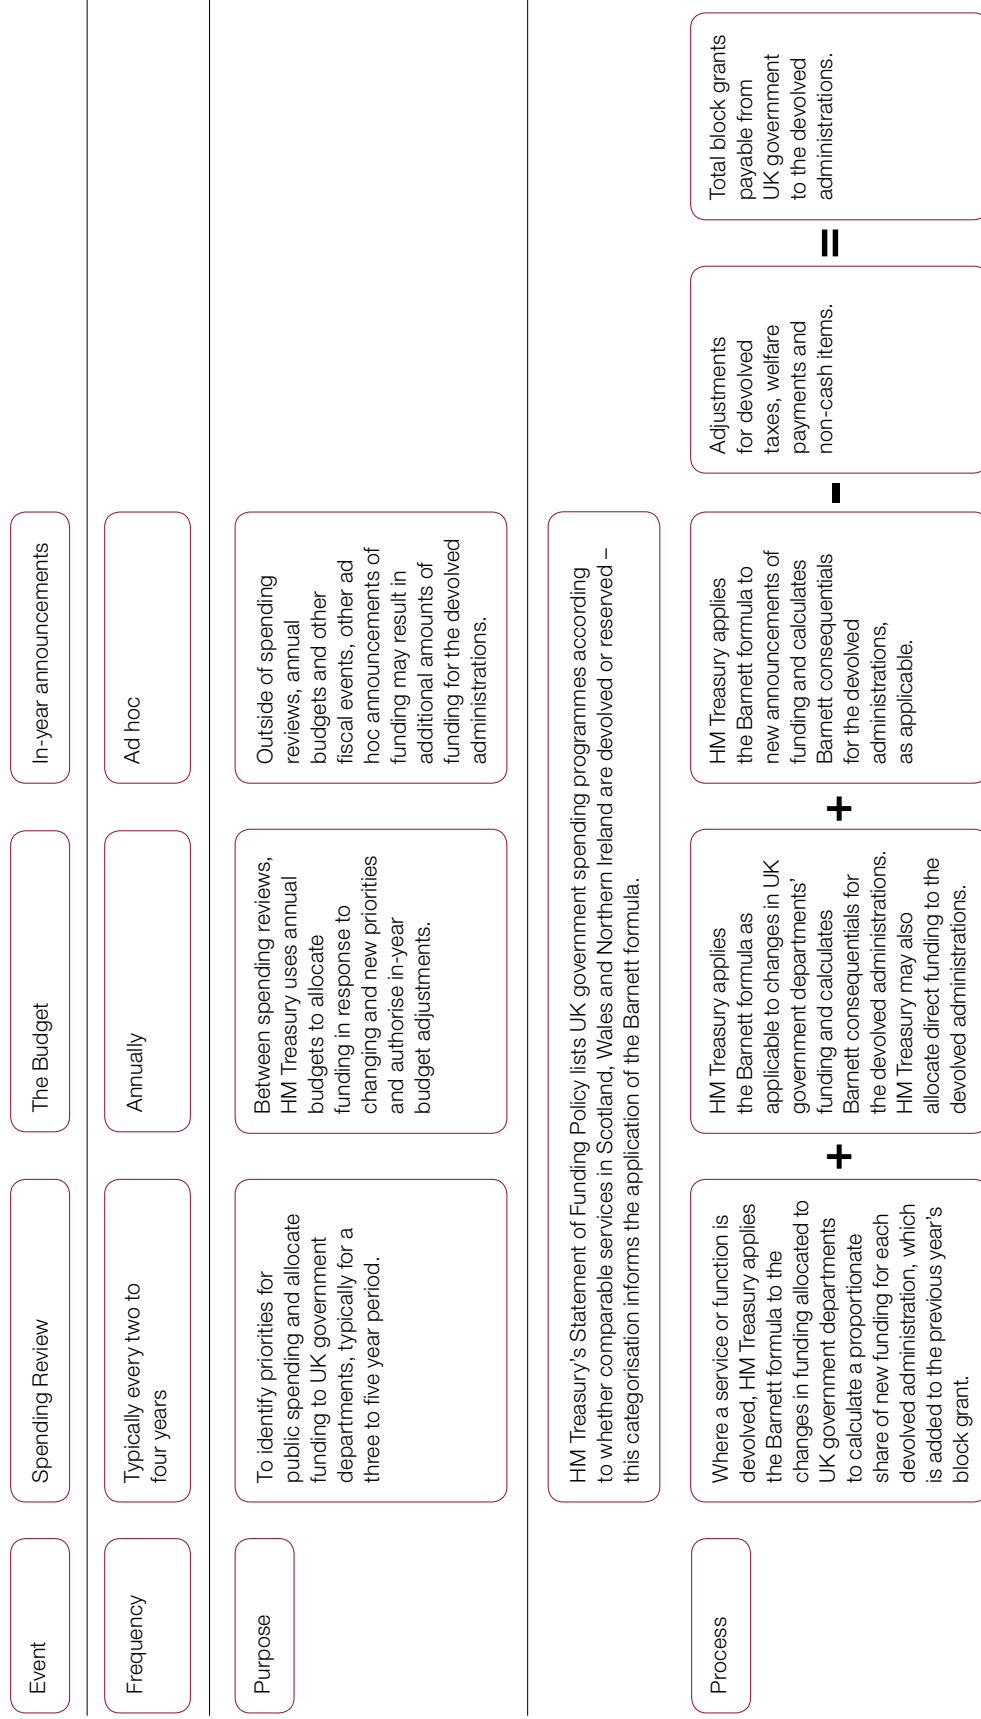 Event
Spending Review
The Budget
In-year announcements
Frequency
Typically every two to
four years
Annually
Ad hoc
Purpose
To identify priorities for
public spending and allocate
funding to UK government
departments, typically for a
three to five year period.
Between spending reviews,
HM Treasury uses annual
budgets to allocate
funding in response to
changing and new priorities
and authorise in-year
budget adjustments.
Outside of spending
reviews, annual
budgets and other
fiscal events, other ad
hoc announcements of
funding may result in
additional amounts of
funding for the devolved
administrations.
HM Treasury's Statement of Funding Policy lists UK government spending programmes according
to whether comparable services in Scotland, Wales and Northern Ireland are devolved or reserved –
this categorisation informs the application of the Barnett formula.
Process
Where a service or function is
devolved, HM Treasury applies
the Barnett formula to the
changes in funding allocated to
UK government departments
to calculate a proportionate
share of new funding for each
devolved administration, which
is added to the previous year's
block grant.
+
HM Treasury applies
the Barnett formula as
applicable to changes in UK
government departments'
funding and calculates
Barnett consequentials for
the devolved administrations.
HM Treasury may also
allocate direct funding to the
devolved administrations.
+
HM Treasury applies
the Barnett formula to
new announcements of
funding and calculates
Barnett consequentials
for the devolved
administrations,
as applicable.
-
Adjustments
for devolved
taxes, welfare
payments and
non-cash items.
=
Total block grants
payable from
UK government
to the devolved
administrations.